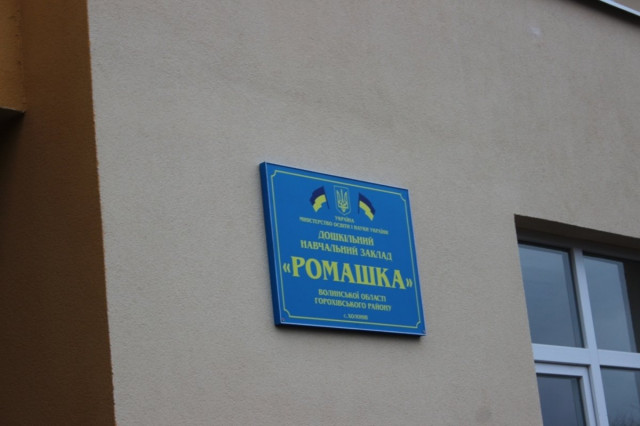 УКРАЇНА
МІНІСТЕРСТВО ОСВІТИ І НАУКИ УКРАЇНИ
ДОШКІЛЬНИЙ
НАВЧАЛЬНИЙ ЗАКЛАД
«РОМАШКА»
ВОЛИНСЬКОЇ ОБЛАСТІ
ГОРОХІВСЬКОГО РАЙОНУ